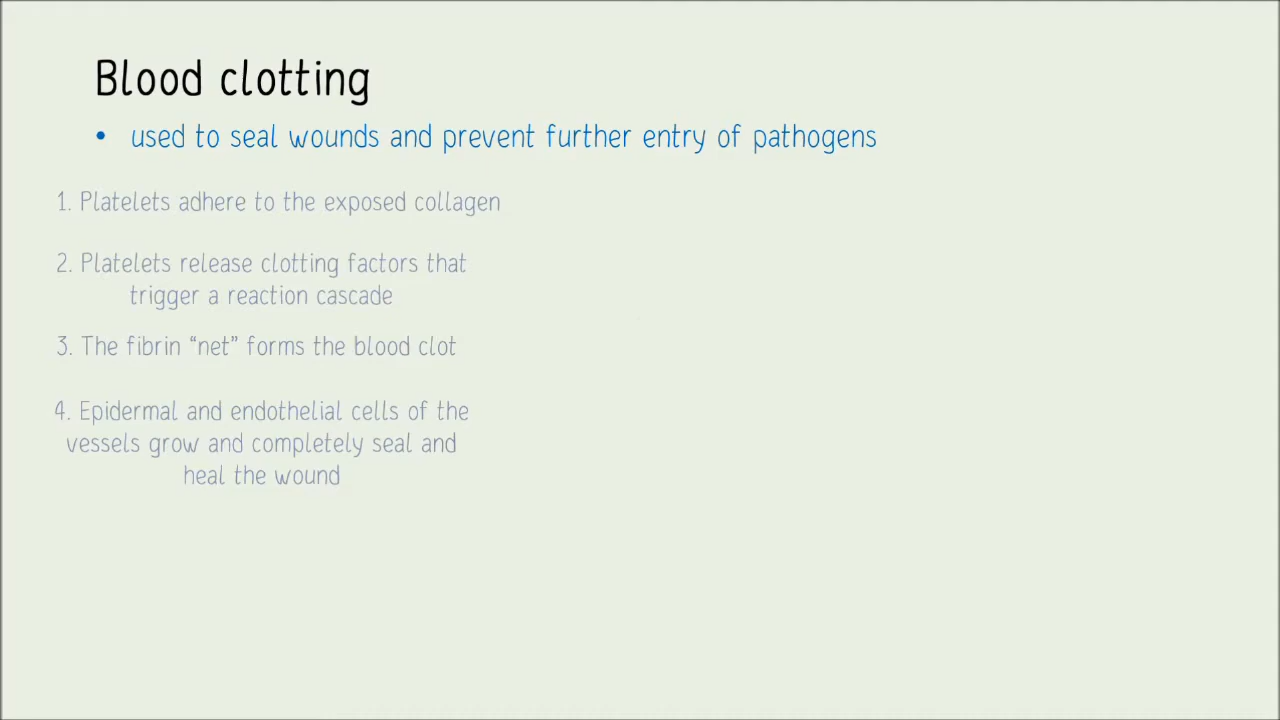 Blood clotting
• used to seal wounds and prevent further entry of pathogens
1. Platelets adhere to the exposed collagen
2. Platelets release clotting factors that
trigger a reaction cascade
3. The fibrin “net” forms the blood clot
4. Epidermal and endothelial cells of the
vessels grow and completely seal and
heal the wound